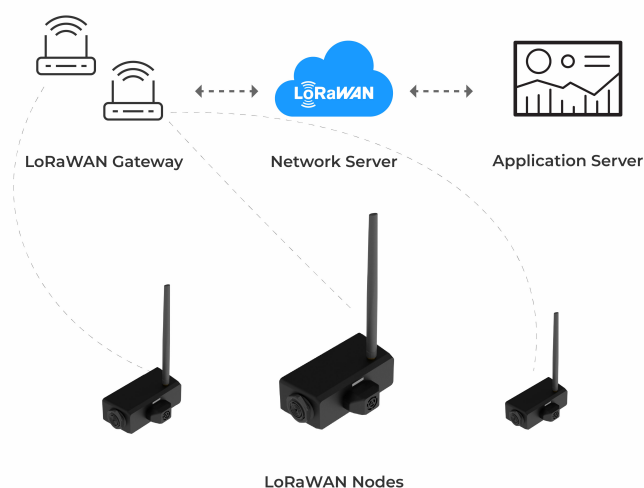 LoRaWAN
LoRaWAN Gateway
Network Server
Application Server
LoRaWAN Nodes